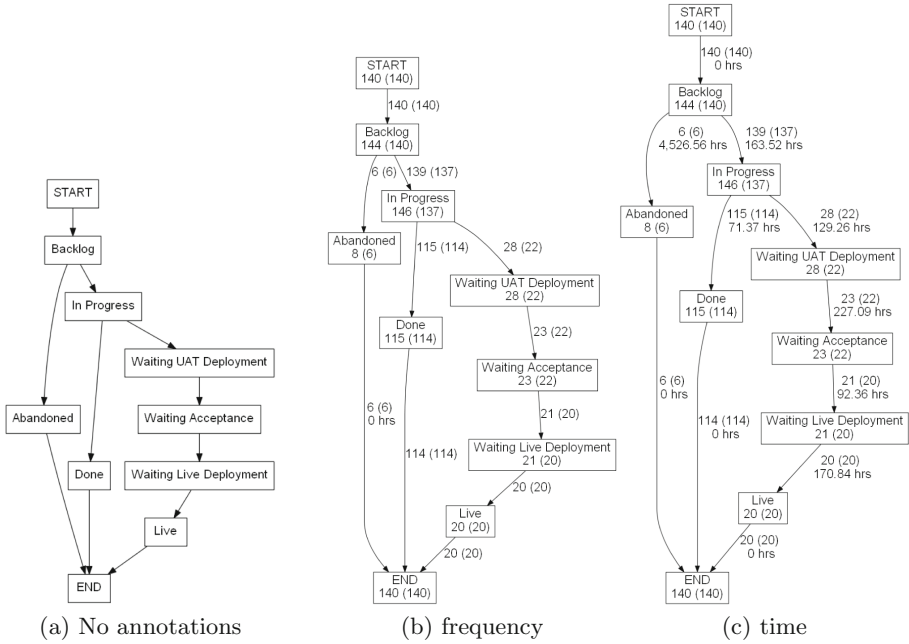 START
Backlog
In Progress
Waiting UAT Deployment
Abandoned
Waiting Acceptance
Done
Waiting Live Deployment
Live
END
(a) No annotations
START
140 (140)
140 (140)
Backlog
144 (140)
6 (6)
139 (137)
In Progress
146 (137)
Abandoned
8 (6)
115 (114)
28 (22)
Waiting UAT Deployment
28 (22)
Done
115 (114)
23 (22)
Waiting Acceptance
23 (22)
6 (6)
0 hrs
21 (20)
114 (114)
Waiting Live Deployment
21 (20)
20 (20)
Live
20 (20)
20 (20)
END
140 (140)
(b) frequency
START
140 (140)
140 (140)
0 hrs
Backlog
144 (140)
6 (6)
4,526.56 hrs
139 (137)
163.52 hrs
In Progress
146 (137)
Abandoned
8 (6)
115 (114)
71.37 hrs
28 (22)
129.26 hrs
Waiting UAT Deployment
28 (22)
Done
115 (114)
23 (22)
227.09 hrs
Waiting Acceptance
23 (22)
6 (6)
0 hrs
21 (20)
92.36 hrs
114 (114)
0 hrs
Waiting Live Deployment
21 (20)
20 (20)
170.84 hrs
Live
20 (20)
20 (20)
0 hrs
END
140 (140)
(c) time